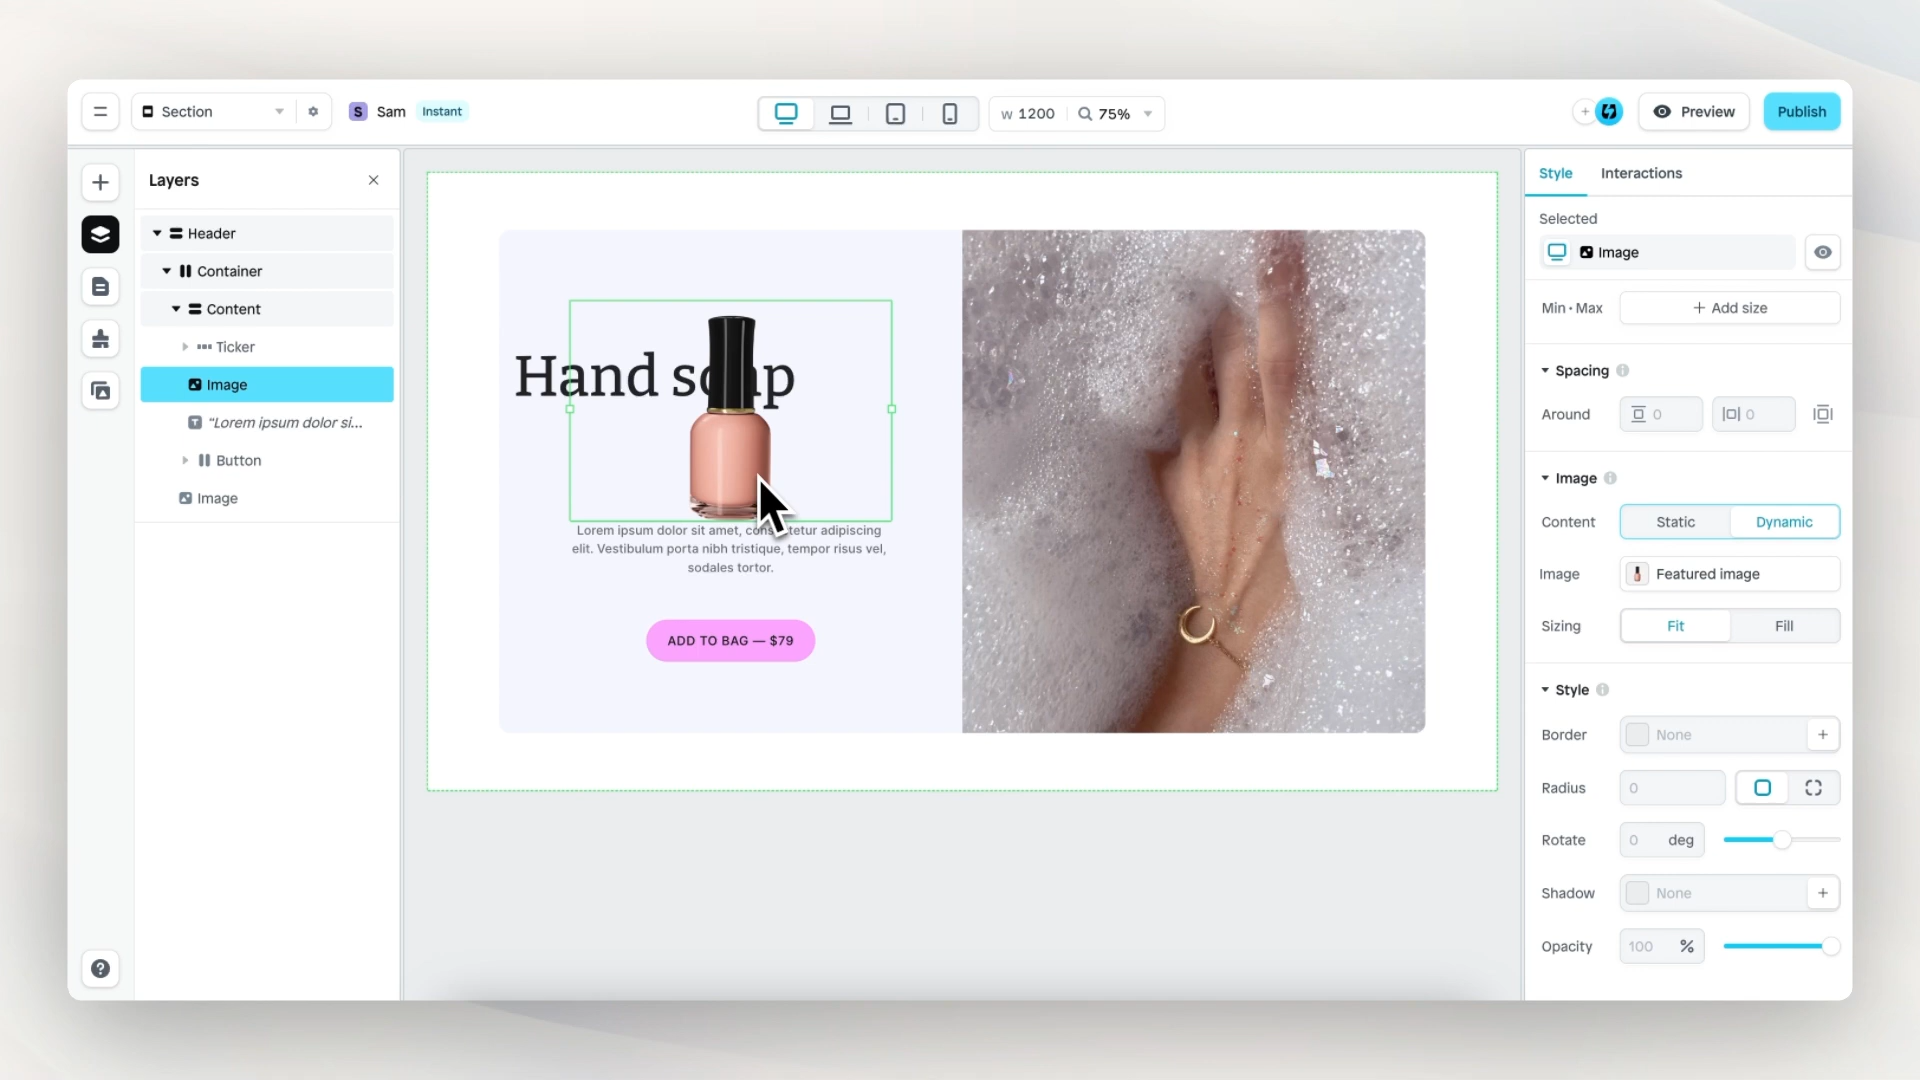 Section
S
Sam
Instant
W 1200
75%
Preview
Publish
Layers
Header
Container
Content
Ticker
Image
T
“Lorem ipsum dolor si...
Button
Image
Hand soap
Lorem ipsum dolor sit amet, consectetur adipiscing
elit. Vestibulum porta nibh tristique, tempor risus vel,
sodales tortor.
ADD TO BAG — $79
Style
Interactions
Selected
Image
Min • Max
+ Add size
Spacing
Around
0
0
Image
Content
Static
Dynamic
Image
Featured image
Sizing
Fit
Fill
Style
Border
None
Radius
0
Rotate
0 deg
Shadow
None
Opacity
100 %